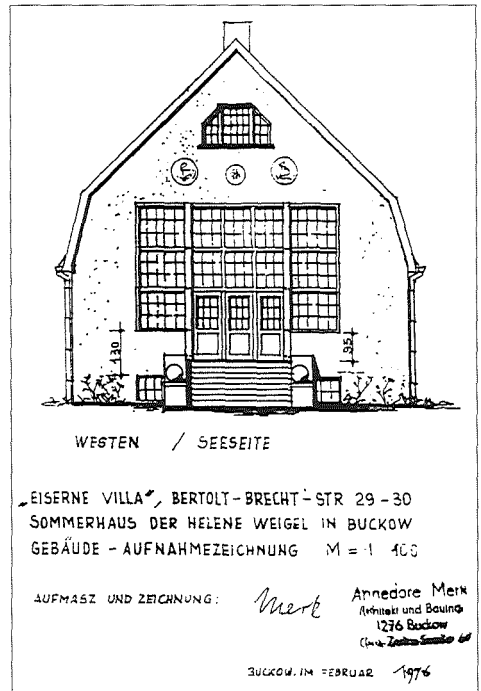 130
95
WESTEN / SEESEITE
„EISERNE VILLA", BERTOLT-BRECHT-STR 29-30
SOMMERHAUS DER HELENE WEIGEL IN BUCKOW
GEBÄUDE-AUFNAHMEZEICHNUNG M = 1 100
AUFMASZ UND ZEICHNUNG: Merk
Annedore Merk
Architekt und Bauing
1276 Buckow
BUCKOW, IM FEBRUAR 1976